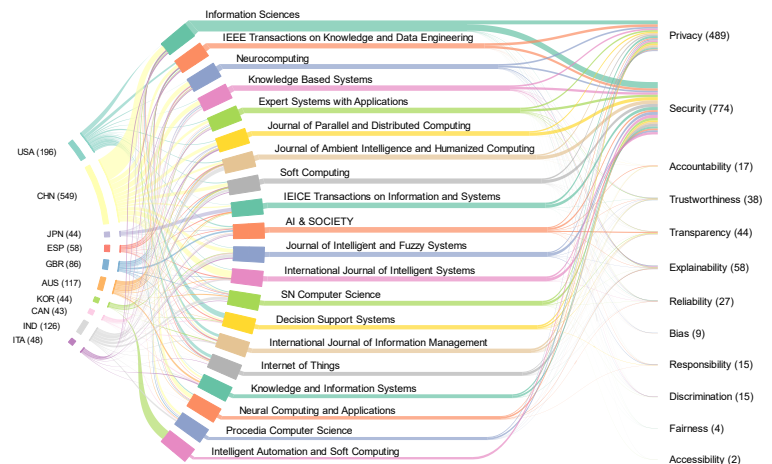 USA (196)
CHN (549)
JPN (44)
ESP (58)
GBR (86)
AUS (117)
KOR (44)
CAN (43)
IND (126)
ITA (48)
Information Sciences
IEEE Transactions on Knowledge and Data Engineering
Neurocomputing
Knowledge Based Systems
Expert Systems with Applications
Journal of Parallel and Distributed Computing
Journal of Ambient Intelligence and Humanized Computing
Soft Computing
IEICE Transactions on Information and Systems
AI & SOCIETY
Journal of Intelligent and Fuzzy Systems
International Journal of Intelligent Systems
SN Computer Science
Decision Support Systems
International Journal of Information Management
Internet of Things
Knowledge and Information Systems
Neural Computing and Applications
Procedia Computer Science
Intelligent Automation and Soft Computing
Privacy (489)
Security (774)
Accountability (17)
Trustworthiness (38)
Transparency (44)
Explainability (58)
Reliability (27)
Bias (9)
Responsibility (15)
Discrimination (15)
Fairness (4)
Accessibility (2)